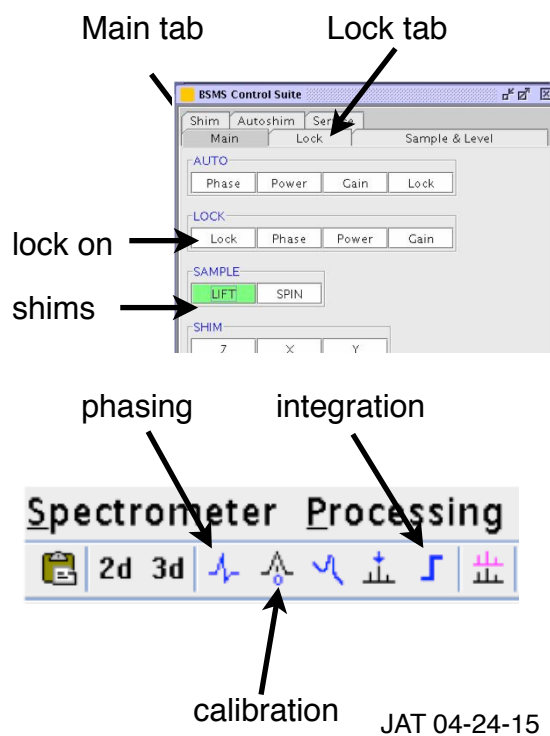 Main tab Lock tab
BSMS Control Suite
Shim Autoshim Service
Main Lock Sample & Level
AUTO
Phase Power Gain Lock
LOCK
lock on Lock Phase Power Gain
SAMPLE
LIFT SPIN
shims
SHIM
Z X Y
phasing integration
Spectrometer Processing
2d 3d
calibration
JAT 04-24-15